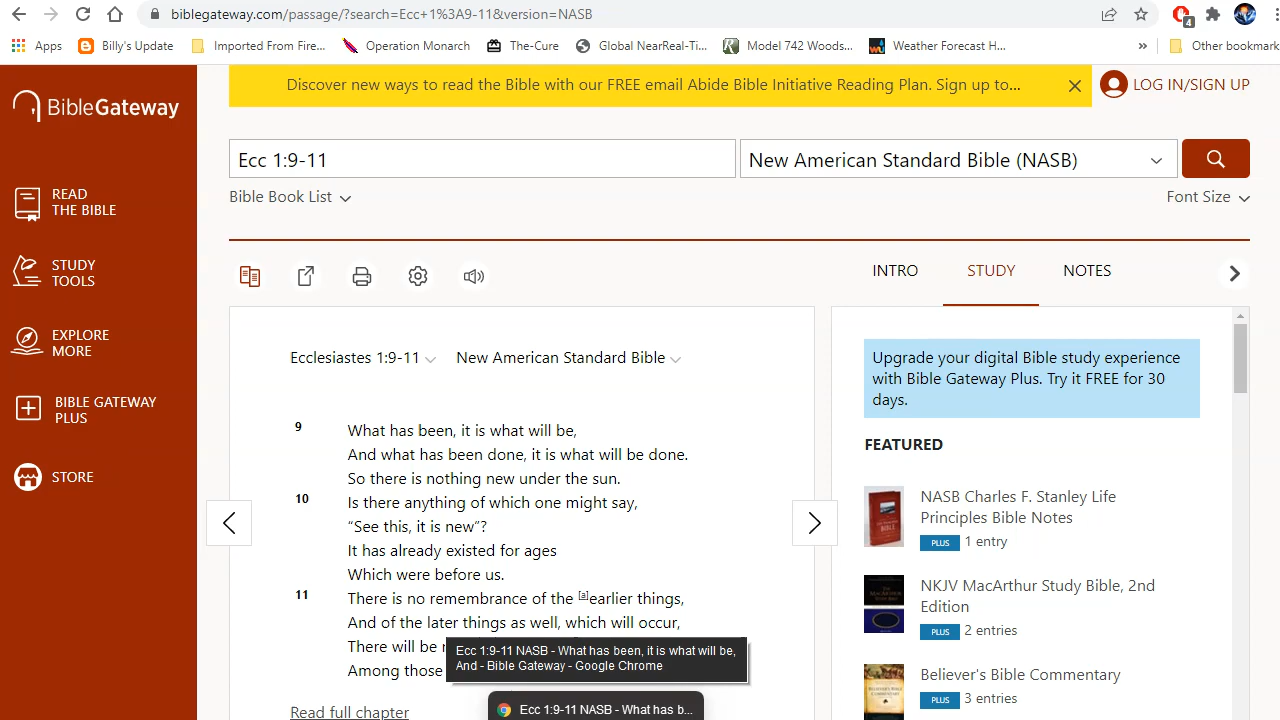 biblegateway.com/passage/?search=Ecc+1%3A9-11&version=NASB
4
Apps
Billy's Update
Imported From Fire...
Operation Monarch
The-Cure
Global NearReal-Ti...
Model 742 Woods...
Weather Forecast H...
»
Other bookmark
Discover new ways to read the Bible with our FREE email Abide Bible Initiative Reading Plan. Sign up to...
LOG IN/SIGN UP
BibleGateway
Ecc 1:9-11
New American Standard Bible (NASB)
Bible Book List
Font Size
READ
THE BIBLE
STUDY
TOOLS
EXPLORE
MORE
BIBLE GATEWAY
PLUS
STORE
INTRO
STUDY
NOTES
Ecclesiastes 1:9-11
New American Standard Bible
9 What has been, it is what will be,
And what has been done, it is what will be done.
So there is nothing new under the sun.
10 Is there anything of which one might say,
“See this, it is new”?
It has already existed for ages
Which were before us.
11 There is no remembrance of the [a]earlier things,
And of the later things as well, which will occur,
There will be
Among those
Read full chapter
Ecc 1:9-11 NASB - What has been, it is what will be,
And - Bible Gateway - Google Chrome
Ecc 1:9-11 NASB - What has b...
Upgrade your digital Bible study experience
with Bible Gateway Plus. Try it FREE for 30
days.
FEATURED
NASB Charles F. Stanley Life
Principles Bible Notes
PLUS 1 entry
NKJV MacArthur Study Bible, 2nd
Edition
PLUS 2 entries
Believer's Bible Commentary
PLUS 3 entries